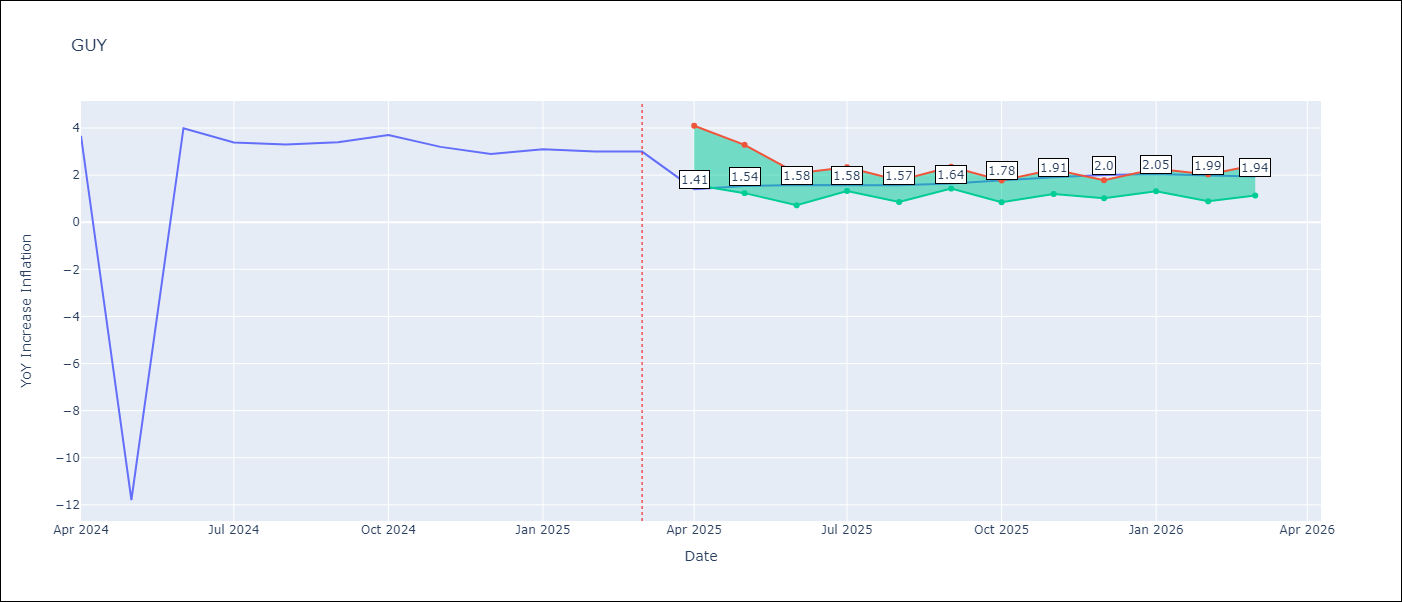 GUY
YoY Increase Inflation
4
2
0
−2
−4
−6
−8
−10
−12
1.41
1.54
1.58
1.58
1.57
1.64
1.78
1.91
2.0
2.05
1.99
1.94
Apr 2024
Jul 2024
Oct 2024
Jan 2025
Apr 2025
Jul 2025
Oct 2025
Jan 2026
Apr 2026
Date